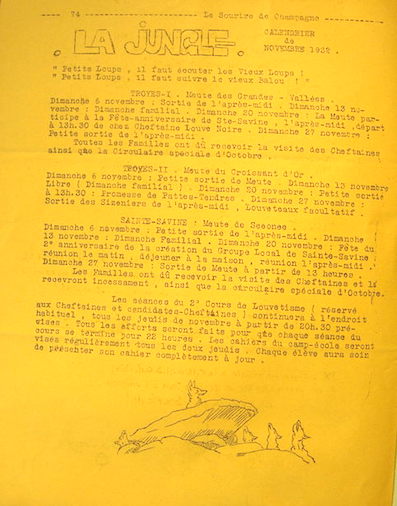 74 Le Sourire de Champagne
LA JUNGLE
CALENDRIER
de
NOVEMBRE 1932 .
" Petits Loups , il faut écouter les Vieux Loups !
" Petits Loups , il faut suivre le vieux Balou ! "
TROYES-I . Meute des Grandes - Vallées .
Dimanche 6 novembre : Sortie de l'après-midi . Dimanche 13 no-
vembre : Dimanche familial . Dimanche 20 novembre : La Meute par-
ticipe à la Fête-anniversaire de Ste-Savine , l'après-midi ,départ
à 13h.30 de chez Cheftaine Louve Noire . Dimanche 27 novembre :
Petite sortie de l'après-midi .
Toutes les Familles ont dû recevoir la visite des Cheftaines
ainsi que la Circulaire spéciale d'Octobre .
TROYES-II . Meute du Croissant d'Or .
Dimanche 6 novembre : Petite sortie de Meute . Dimanche 13 novembre
Libre ( Dimanche familial ) . Dimanche 20 novembre : Petite sortie
à 13h.30 : Promesse de Pattes-Tendres . Dimanche 27 novembre :
Sortie des Sizeniers de l'après-midi . Louveteaux facultatif .
SAINTE-SAVINE : Meute de Seeonee .
Dimanche 6 novembre : Petite sortie de l'après-midi . Dimanche
13 novembre : Dimanche Familial . Dimanche 20 novembre : Fête du
2° anniversaire de la création du Groupe Local de Sainte-Savine :
réunion le matin , déjeuner à la maison , réunion l'après-midi .
Dimanche 27 novembre : Sortie de Meute à partir de 13 heures .
Les Familles ont dû recevoir la visite des Cheftaines et
recevront incessament , ainsi que la circulaire spéciale d'Octobre.
Les séances du 2° Cours de Louvetisme ( réservé
aux Cheftaines et candidates-Cheftaines ) continuera à l'endroit
habituel , tous les jeudis de novembre à partir de 20h.30 pré-
vises . Tous les efforts seront faits pour que chaque séance du
cours se termine pour 22 heures . Les cahiers du camp-école seront
visés régulièrement tous les deux jeudis . Chaque élève aura soin
de présenter son cahier complètement à jour .